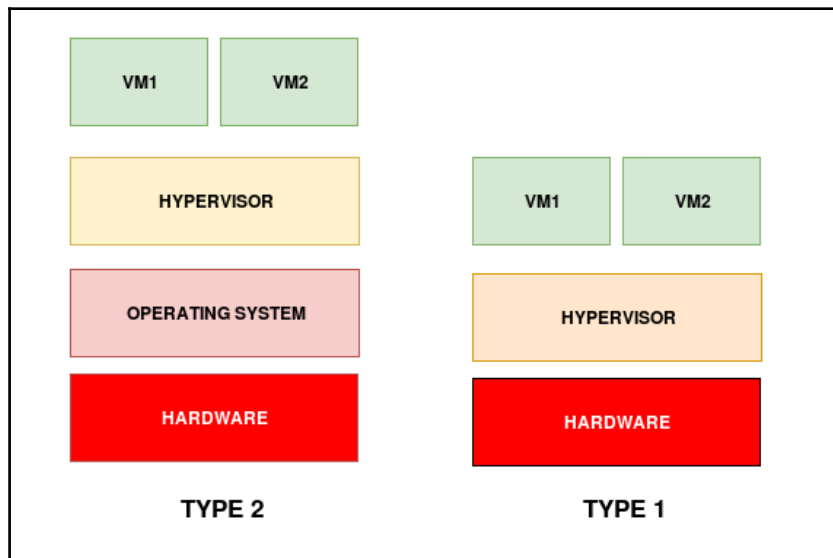 VM1
VM2
HYPERVISOR
OPERATING SYSTEM
HARDWARE
TYPE 2
VM1
VM2
HYPERVISOR
HARDWARE
TYPE 1